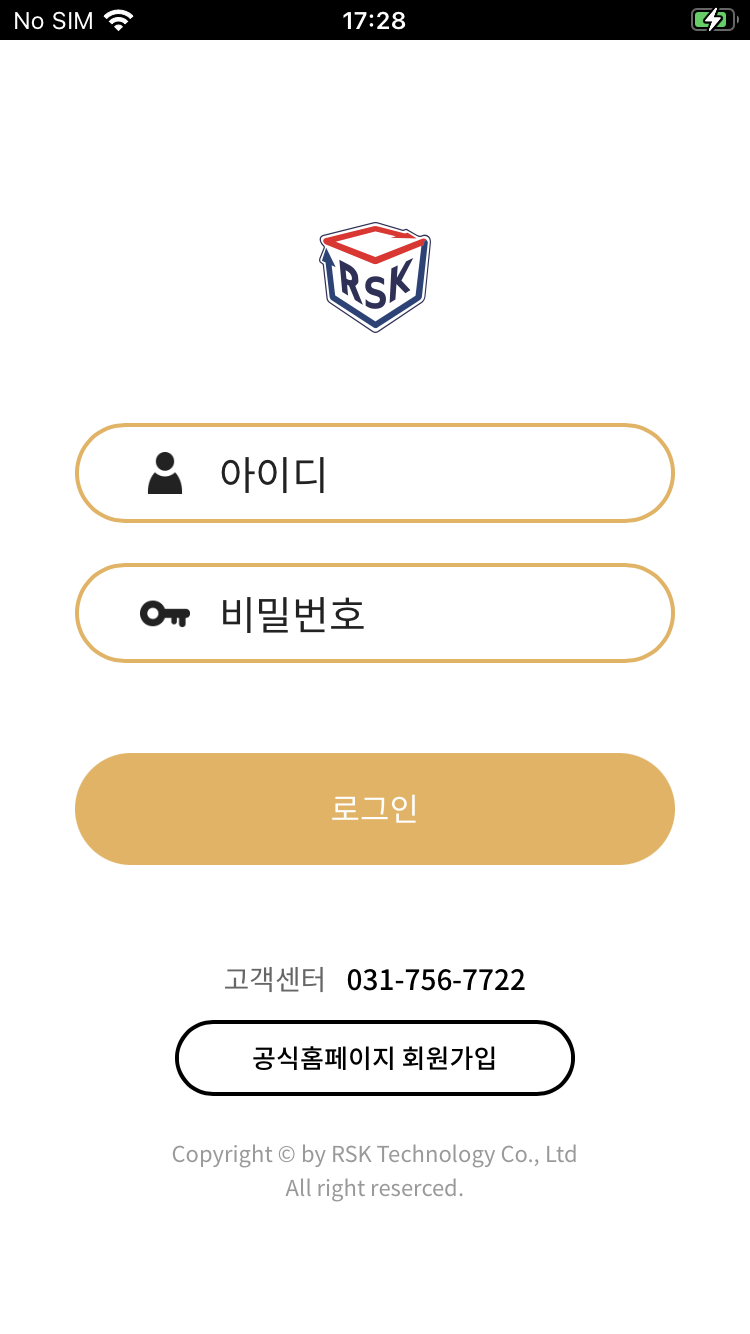 No SIM 17:28
RSK
아이디
비밀번호
로그인
고객센터 031-756-7722
공식홈페이지 회원가입
Copyright © by RSK Technology Co., Ltd
All right reserced.